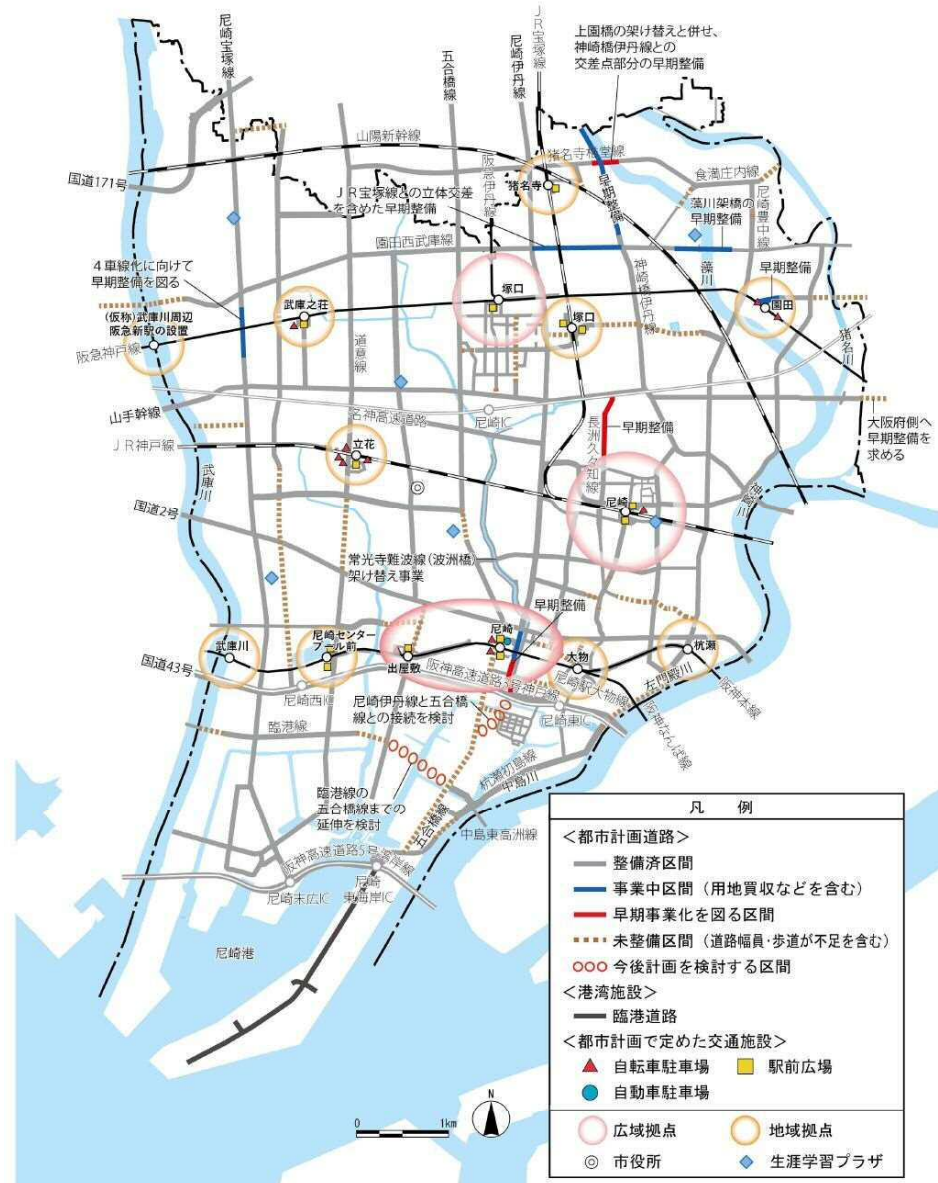 尼崎宝塚線
五合橋線
尼崎伊丹線
JR宝塚線
上園橋の架け替えと併せ、
神崎橋伊丹線との
交差点部分の早期整備
山陽新幹線
阪急伊丹線
猪名寺
早期整備
食満庄内線
尼崎豊中線
国道171号
JR宝塚線との立体交差
を含めた早期整備
藻川架橋の
早期整備
園田西武庫線
神崎橋伊丹線
藻川
4車線化に向けて
早期整備を図る
早期整備
武庫之荘
塚口
塚口
園田
(仮称)武庫川周辺
阪急新駅の設置
阪急神戸線
道意線
猪名川
山手幹線
名神高速道路
尼崎IC
長洲久々知線
早期整備
大阪府側へ
早期整備を
求める
JR神戸線
立花
武庫川
尼崎
国道2号
常光寺難波線(波洲橋)
架け替え事業
早期整備
武庫川
尼崎センター
プール前
出屋敷
尼崎
大物
杭瀬
国道43号
阪神高速道路3号神戸線
尼崎駅大物線
左門殿川
阪神本線
阪神なんば線
尼崎西IC
尼崎東IC
尼崎伊丹線と五合橋
線との接続を検討
臨港線
杭瀬初島線
中島川
臨港線の
五合橋線までの
延伸を検討
五合橋線
中島東高洲線
阪神高速道路5号湾岸線
尼崎末広IC
尼崎
東海岸IC
尼崎港
凡 例
<都市計画道路>
整備済区間
事業中区間(用地買収などを含む)
早期事業化を図る区間
未整備区間(道路幅員・歩道が不足を含む)
今後計画を検討する区間
<港湾施設>
臨港道路
<都市計画で定めた交通施設>
自転車駐車場 駅前広場
自動車駐車場
広域拠点 地域拠点
市役所 生涯学習プラザ
0 1km
N